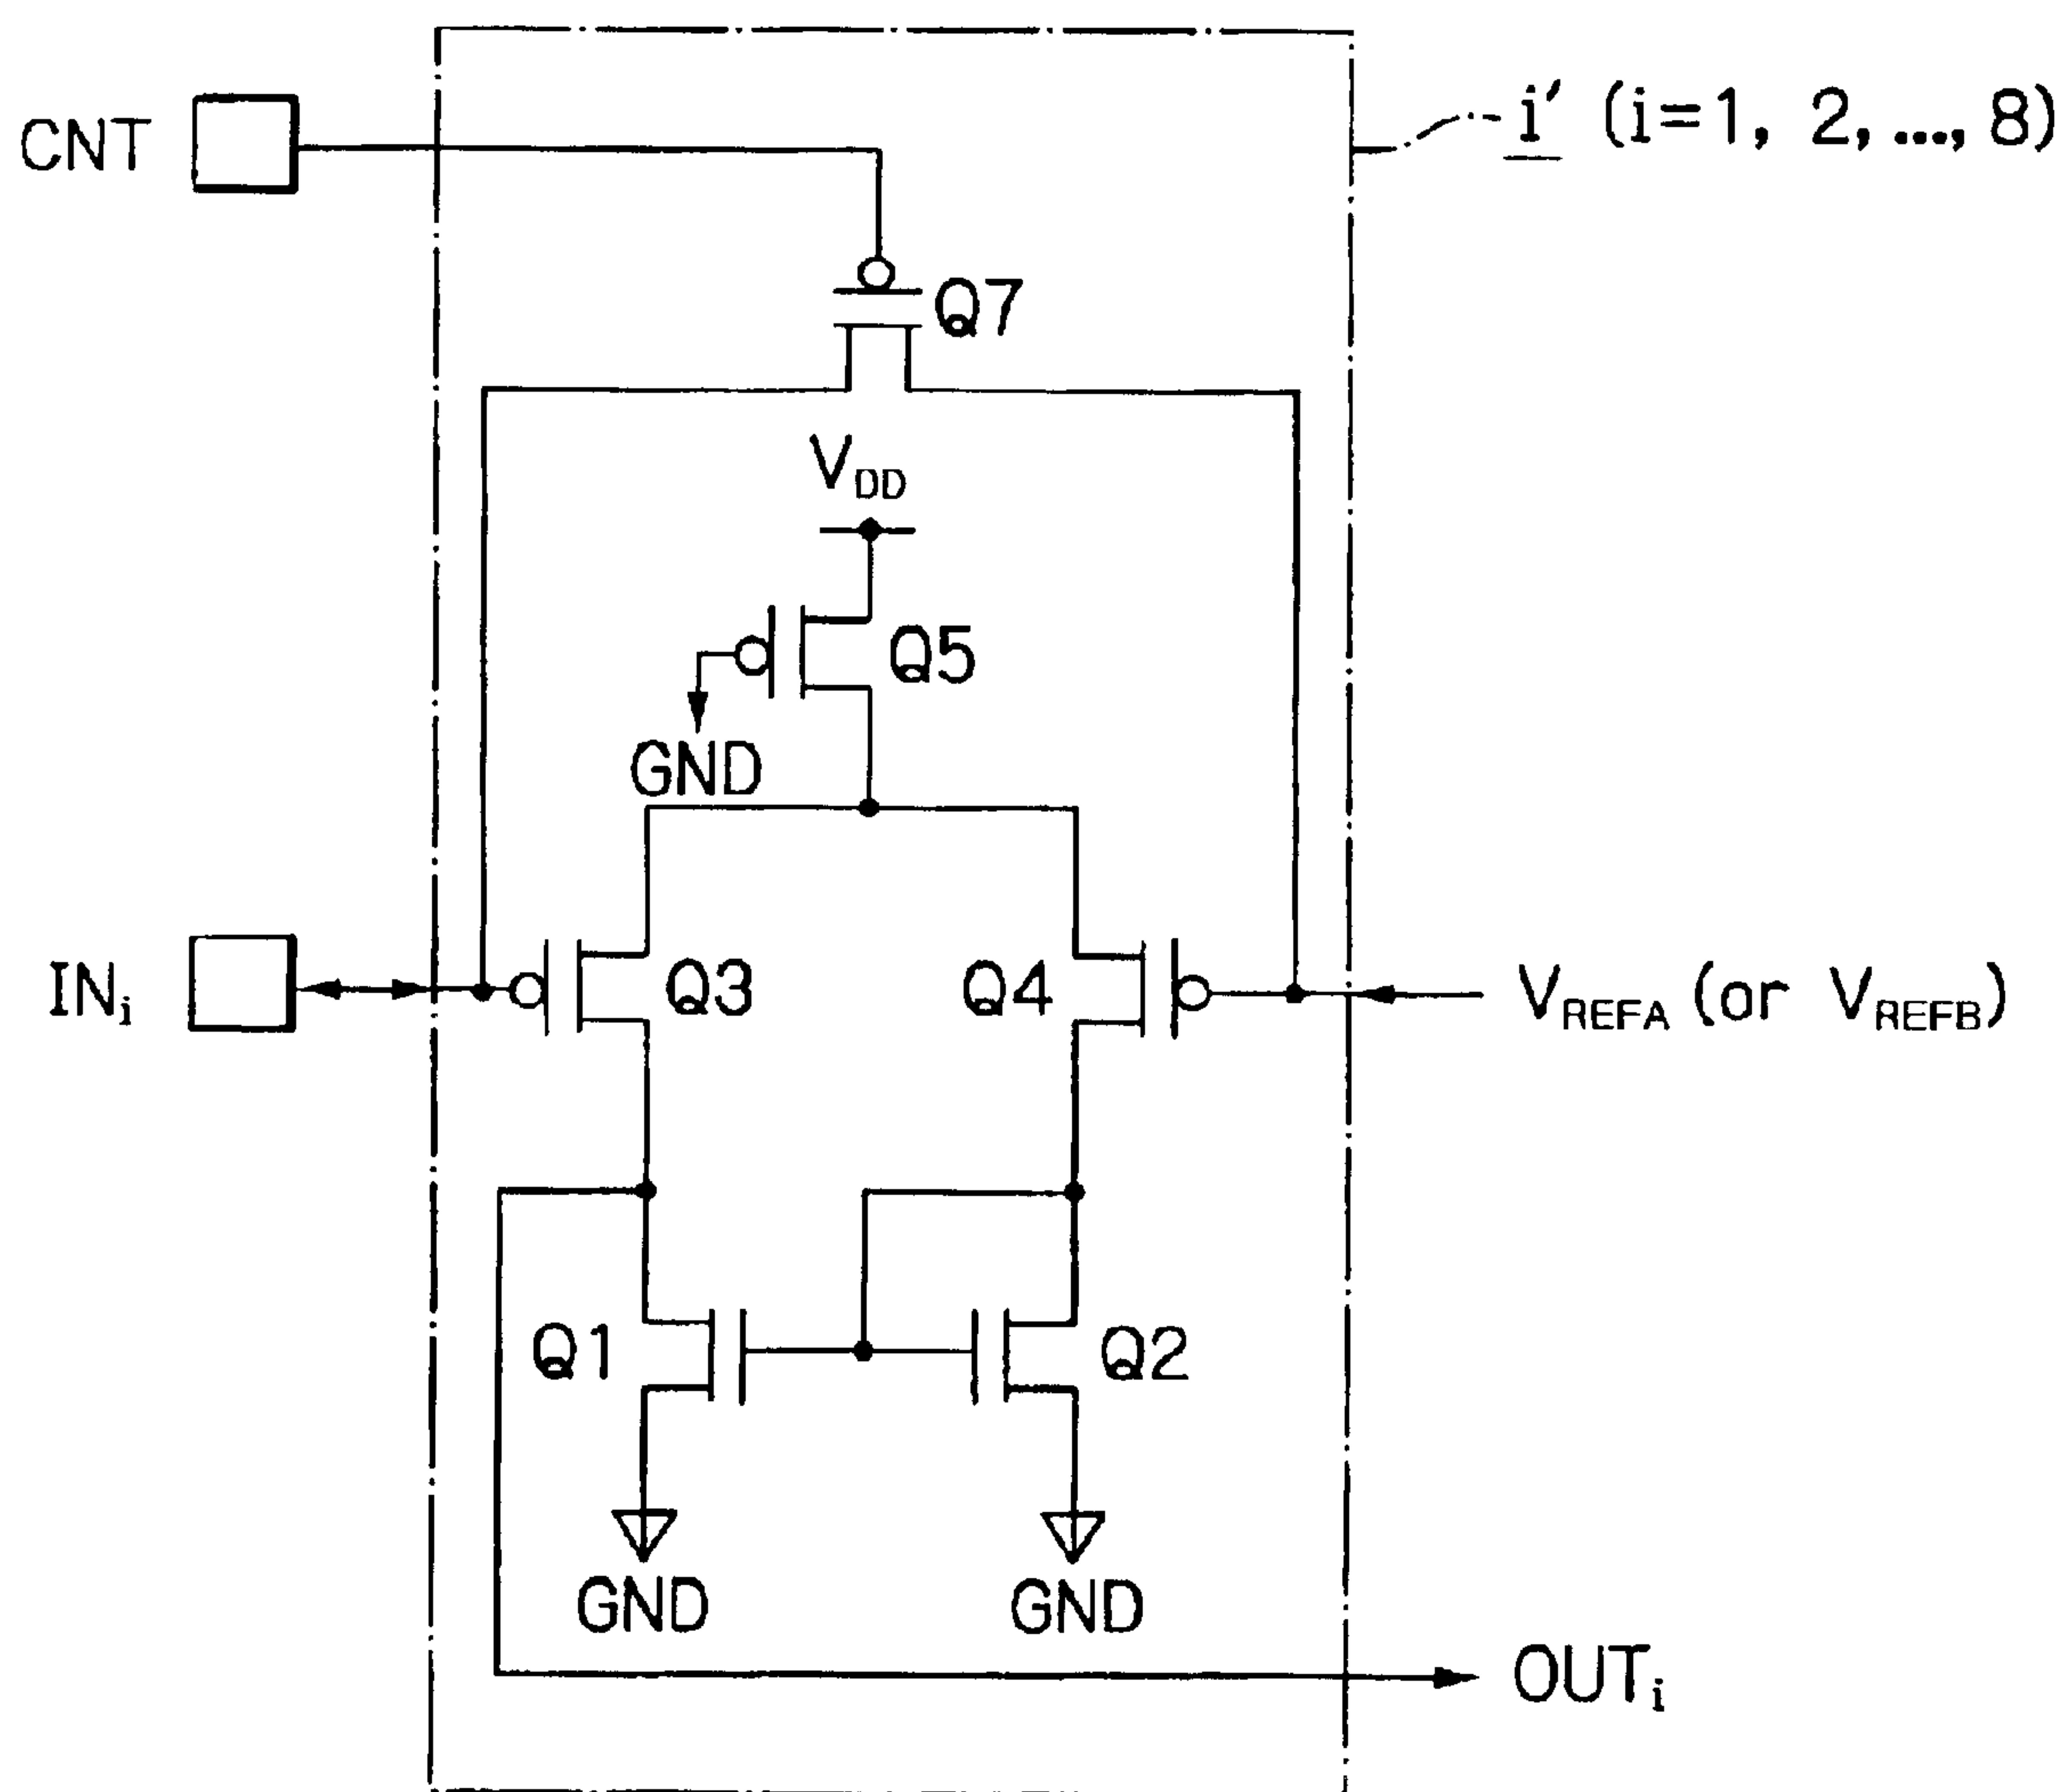 CNT
i′ (i=1, 2, ..., 8)
Q7
VDD
Q5
GND
INi
Q3
Q4
VREFA (or VREFB)
Q1
Q2
GND
GND
OUTi